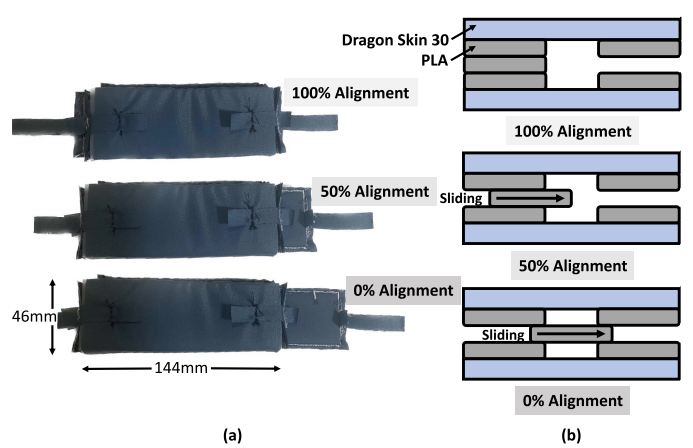 100% Alignment
50% Alignment
0% Alignment
46mm
144mm
(a)
Dragon Skin 30
PLA
100% Alignment
Sliding
50% Alignment
Sliding
0% Alignment
(b)